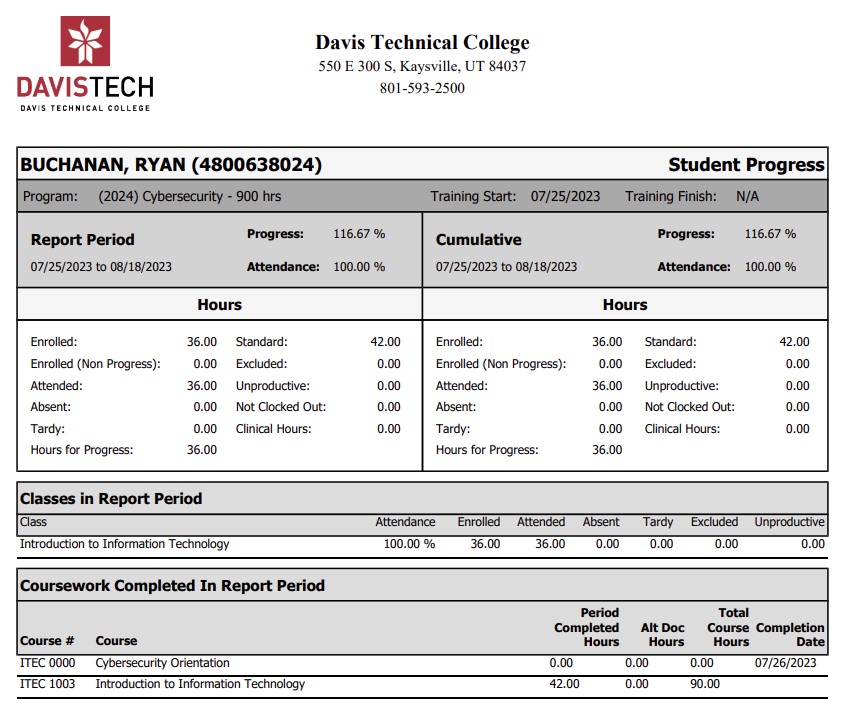 DAVISTECH
DAVIS TECHNICAL COLLEGE
Davis Technical College
550 E 300 S, Kaysville, UT 84037
801-593-2500
BUCHANAN, RYAN (4800638024) Student Progress
Program: (2024) Cybersecurity - 900 hrs Training Start: 07/25/2023 Training Finish: N/A
Report Period Progress: 116.67 % Cumulative Progress: 116.67 %
07/25/2023 to 08/18/2023 Attendance: 100.00 % 07/25/2023 to 08/18/2023 Attendance: 100.00 %
Hours Hours
Enrolled: 36.00 Standard: 42.00 Enrolled: 36.00 Standard: 42.00
Enrolled (Non Progress): 0.00 Excluded: 0.00 Enrolled (Non Progress): 0.00 Excluded: 0.00
Attended: 36.00 Unproductive: 0.00 Attended: 36.00 Unproductive: 0.00
Absent: 0.00 Not Clocked Out: 0.00 Absent: 0.00 Not Clocked Out: 0.00
Tardy: 0.00 Clinical Hours: 0.00 Tardy: 0.00 Clinical Hours: 0.00
Hours for Progress: 36.00 Hours for Progress: 36.00
Classes in Report Period
Class Attendance Enrolled Attended Absent Tardy Excluded Unproductive
Introduction to Information Technology 100.00 % 36.00 36.00 0.00 0.00 0.00 0.00
Coursework Completed In Report Period
Period Total
Completed Alt Doc Course Completion
Course # Course Hours Hours Hours Date
ITEC 0000 Cybersecurity Orientation 0.00 0.00 0.00 07/26/2023
ITEC 1003 Introduction to Information Technology 42.00 0.00 90.00